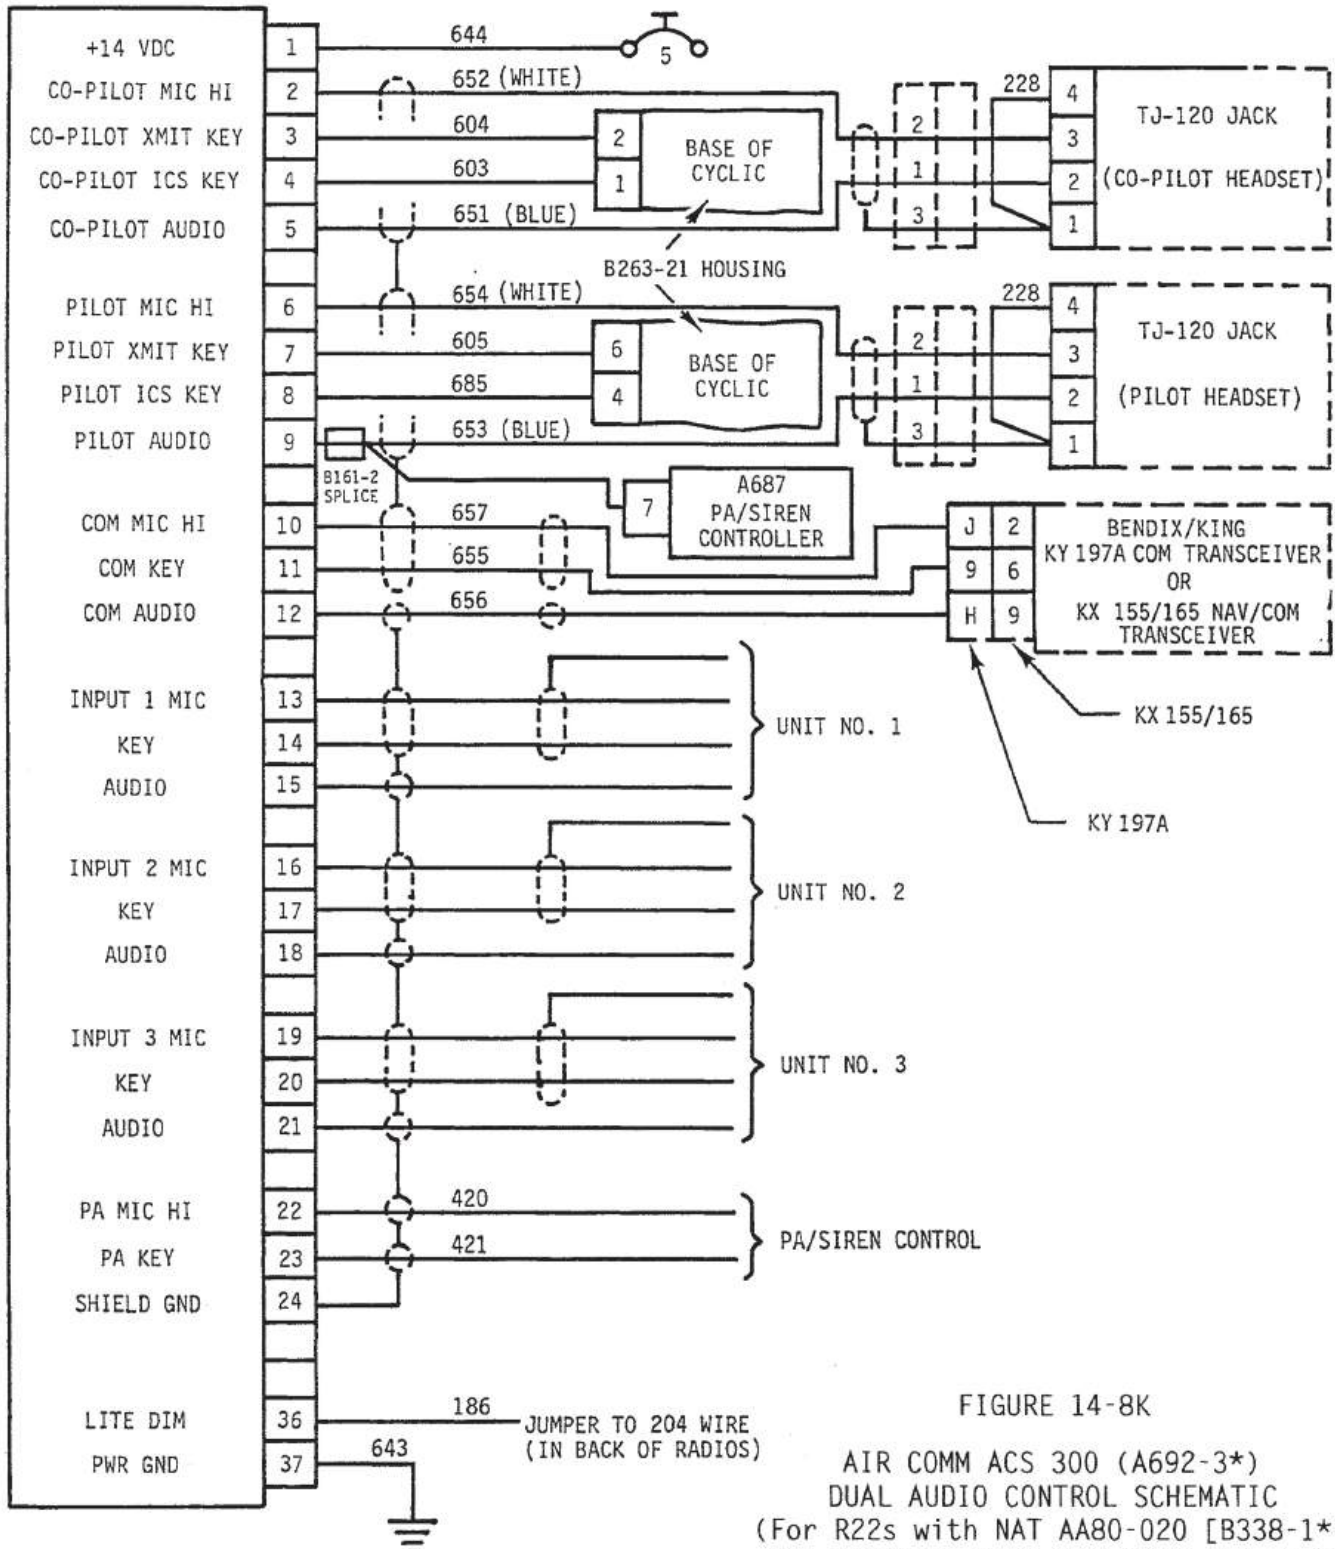 +14 VDC 1 644 5
CO-PILOT MIC HI 2 652 (WHITE)
CO-PILOT XMIT KEY 3 604
CO-PILOT ICS KEY 4 603
CO-PILOT AUDIO 5 651 (BLUE)
2
1
BASE OF
CYCLIC
2
1
3
228
4
3
2
1
TJ-120 JACK
(CO-PILOT HEADSET)
B263-21 HOUSING
PILOT MIC HI 6 654 (WHITE)
PILOT XMIT KEY 7 605
PILOT ICS KEY 8 685
PILOT AUDIO 9 653 (BLUE)
6
4
BASE OF
CYCLIC
2
1
3
228
4
3
2
1
TJ-120 JACK
(PILOT HEADSET)
B161-2
SPLICE
7
A687
PA/SIREN
CONTROLLER
COM MIC HI 10 657
COM KEY 11 655
COM AUDIO 12 656
J 2
9 6
H 9
BENDIX/KING
KY 197A COM TRANSCEIVER
OR
KX 155/165 NAV/COM
TRANSCEIVER
KX 155/165
KY 197A
INPUT 1 MIC 13
KEY 14
AUDIO 15
UNIT NO. 1
INPUT 2 MIC 16
KEY 17
AUDIO 18
UNIT NO. 2
INPUT 3 MIC 19
KEY 20
AUDIO 21
UNIT NO. 3
PA MIC HI 22 420
PA KEY 23 421
PA/SIREN CONTROL
SHIELD GND 24
LITE DIM 36 186
JUMPER TO 204 WIRE
(IN BACK OF RADIOS)
PWR GND 37 643
FIGURE 14-8K
AIR COMM ACS 300 (A692-3*)
DUAL AUDIO CONTROL SCHEMATIC
(For R22s with NAT AA80-020 [B338-1*